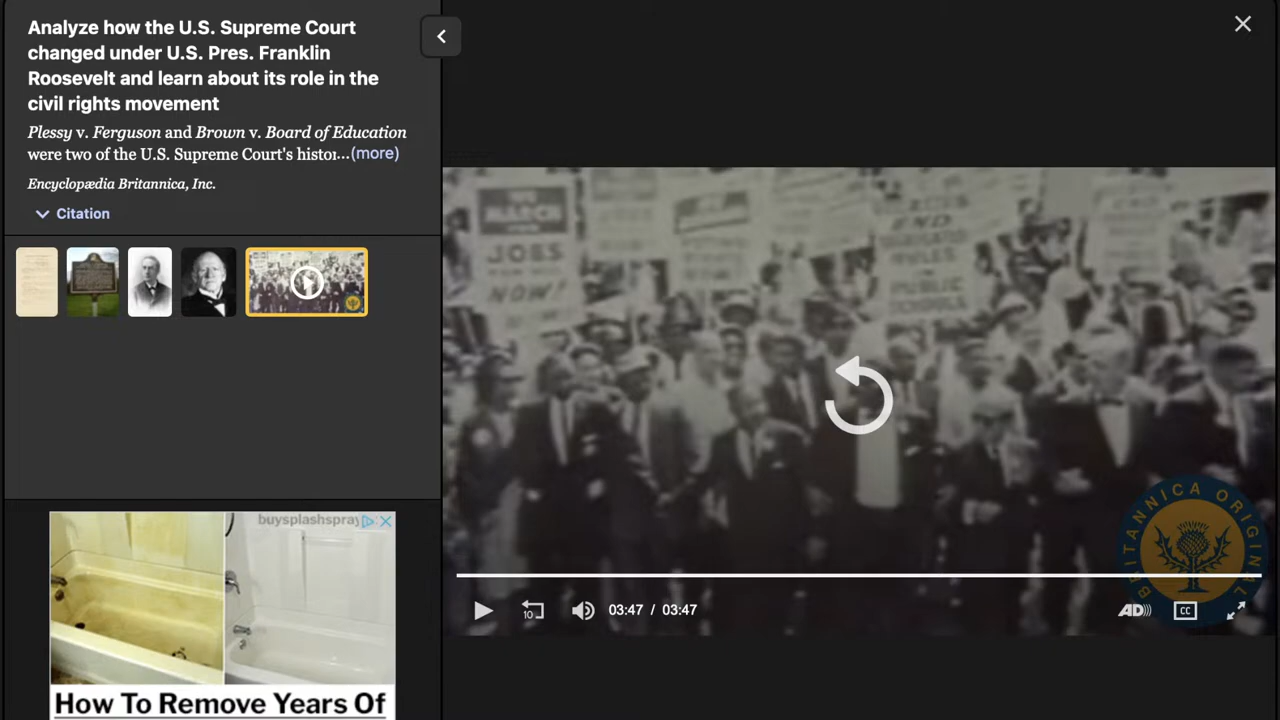 Analyze how the U.S. Supreme Court
changed under U.S. Pres. Franklin
Roosevelt and learn about its role in the
civil rights movement
Plessy v. Ferguson and Brown v. Board of Education
were two of the U.S. Supreme Court's histor...(more)
Encyclopædia Britannica, Inc.
Citation
buysplashspray
How To Remove Years Of
MARCH
JOBS
NOW!
END
RULES
PUBLIC
BRITANNICA ORIGINAL
10
03:47 / 03:47
AD
CC